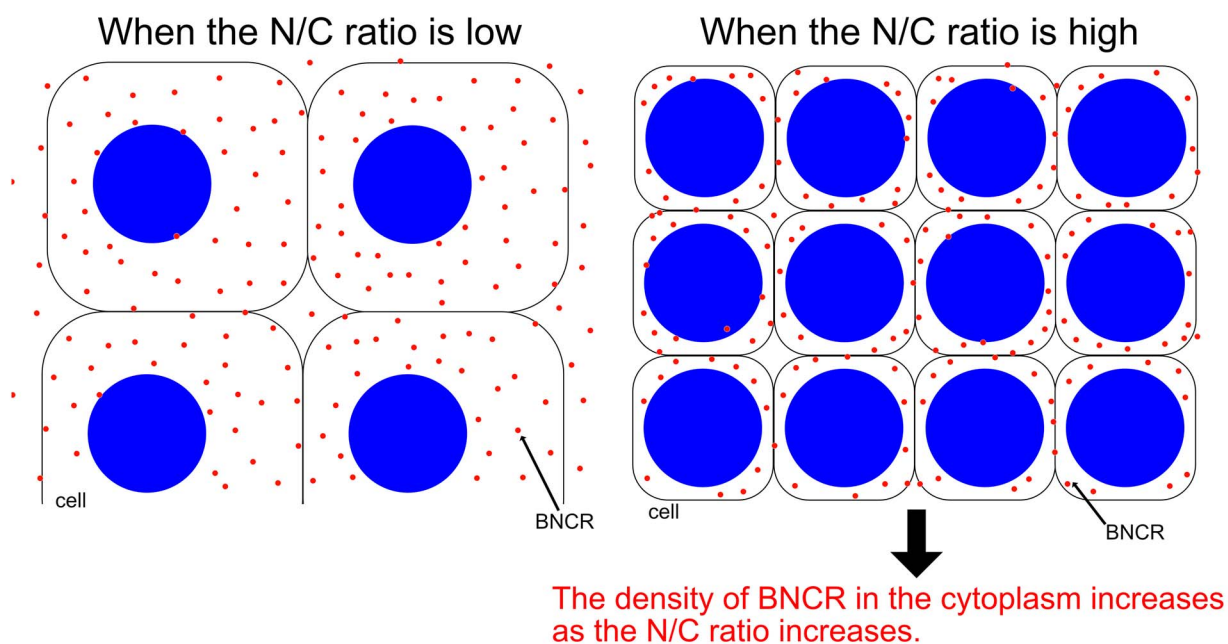 When the N/C ratio is low
When the N/C ratio is high
cell
BNCR
cell
BNCR
The density of BNCR in the cytoplasm increases
as the N/C ratio increases.